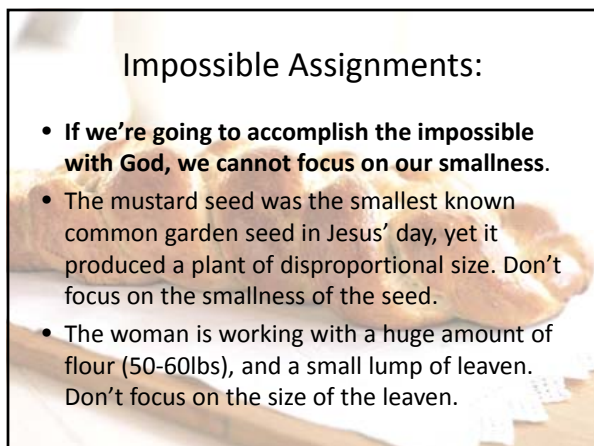 Impossible Assignments:
• If we're going to accomplish the impossible
with God, we cannot focus on our smallness.
• The mustard seed was the smallest known
common garden seed in Jesus' day, yet it
produced a plant of disproportional size. Don't
focus on the smallness of the seed.
• The woman is working with a huge amount of
flour (50-60lbs), and a small lump of leaven.
Don't focus on the size of the leaven.